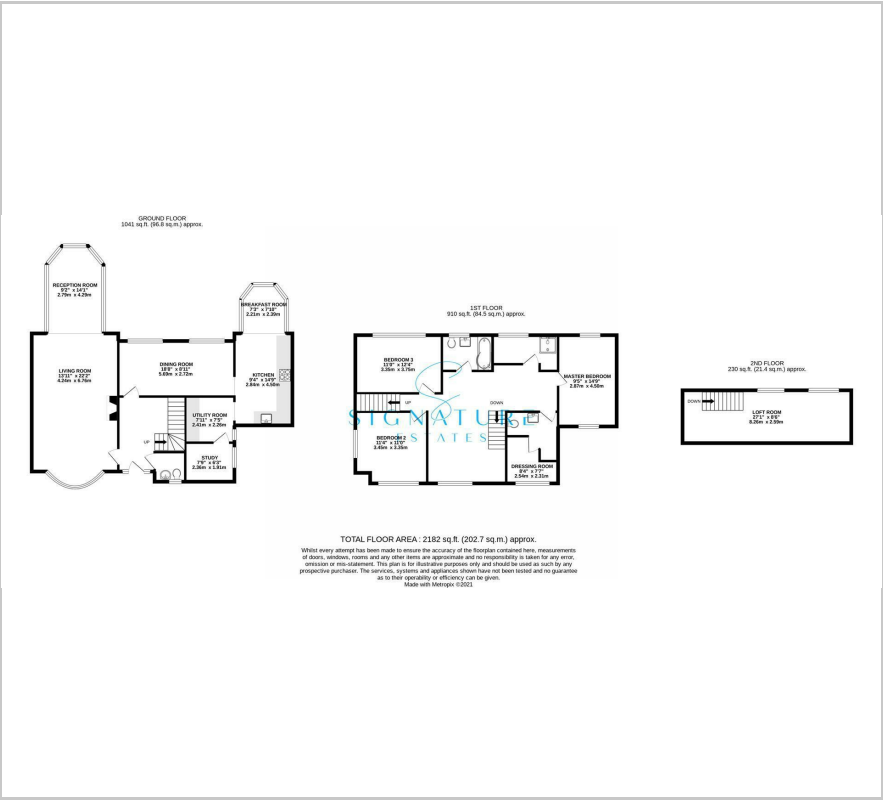 GROUND FLOOR
1041 sq.ft. (96.8 sq.m.) approx.
RECEPTION ROOM
9'2" x 14'1"
2.79m x 4.29m
BREAKFAST ROOM
7'3" x 7'10"
2.21m x 2.39m
LIVING ROOM
13'11" x 22'2"
4.24m x 6.76m
DINING ROOM
18'8" x 8'11"
5.69m x 2.72m
KITCHEN
9'4" x 14'9"
2.84m x 4.50m
UTILITY ROOM
7'11" x 7'5"
2.41m x 2.26m
UP
STUDY
7'9" x 6'3"
2.36m x 1.91m
1ST FLOOR
910 sq.ft. (84.5 sq.m.) approx.
BEDROOM 3
11'0" x 12'4"
3.35m x 3.75m
MASTER BEDROOM
9'5" x 14'9"
2.87m x 4.50m
UP
DOWN
SIGNATURE
ESTATES
BEDROOM 2
11'4" x 11'0"
3.45m x 3.35m
DRESSING ROOM
8'4" x 7'7"
2.54m x 2.31m
2ND FLOOR
230 sq.ft. (21.4 sq.m.) approx.
DOWN
LOFT ROOM
27'1" x 8'6"
8.26m x 2.59m
TOTAL FLOOR AREA : 2182 sq.ft. (202.7 sq.m.) approx.
Whilst every attempt has been made to ensure the accuracy of the floorplan contained here, measurements
of doors, windows, rooms and any other items are approximate and no responsibility is taken for any error,
omission or mis-statement. This plan is for illustrative purposes only and should be used as such by any
prospective purchaser. The services, systems and appliances shown have not been tested and no guarantee
as to their operability or efficiency can be given.
Made with Metropix ©2021